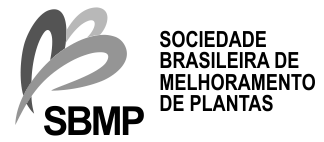 SOCIEDADE
BRASILEIRA DE
MELHORAMENTO
DE PLANTAS
SBMP